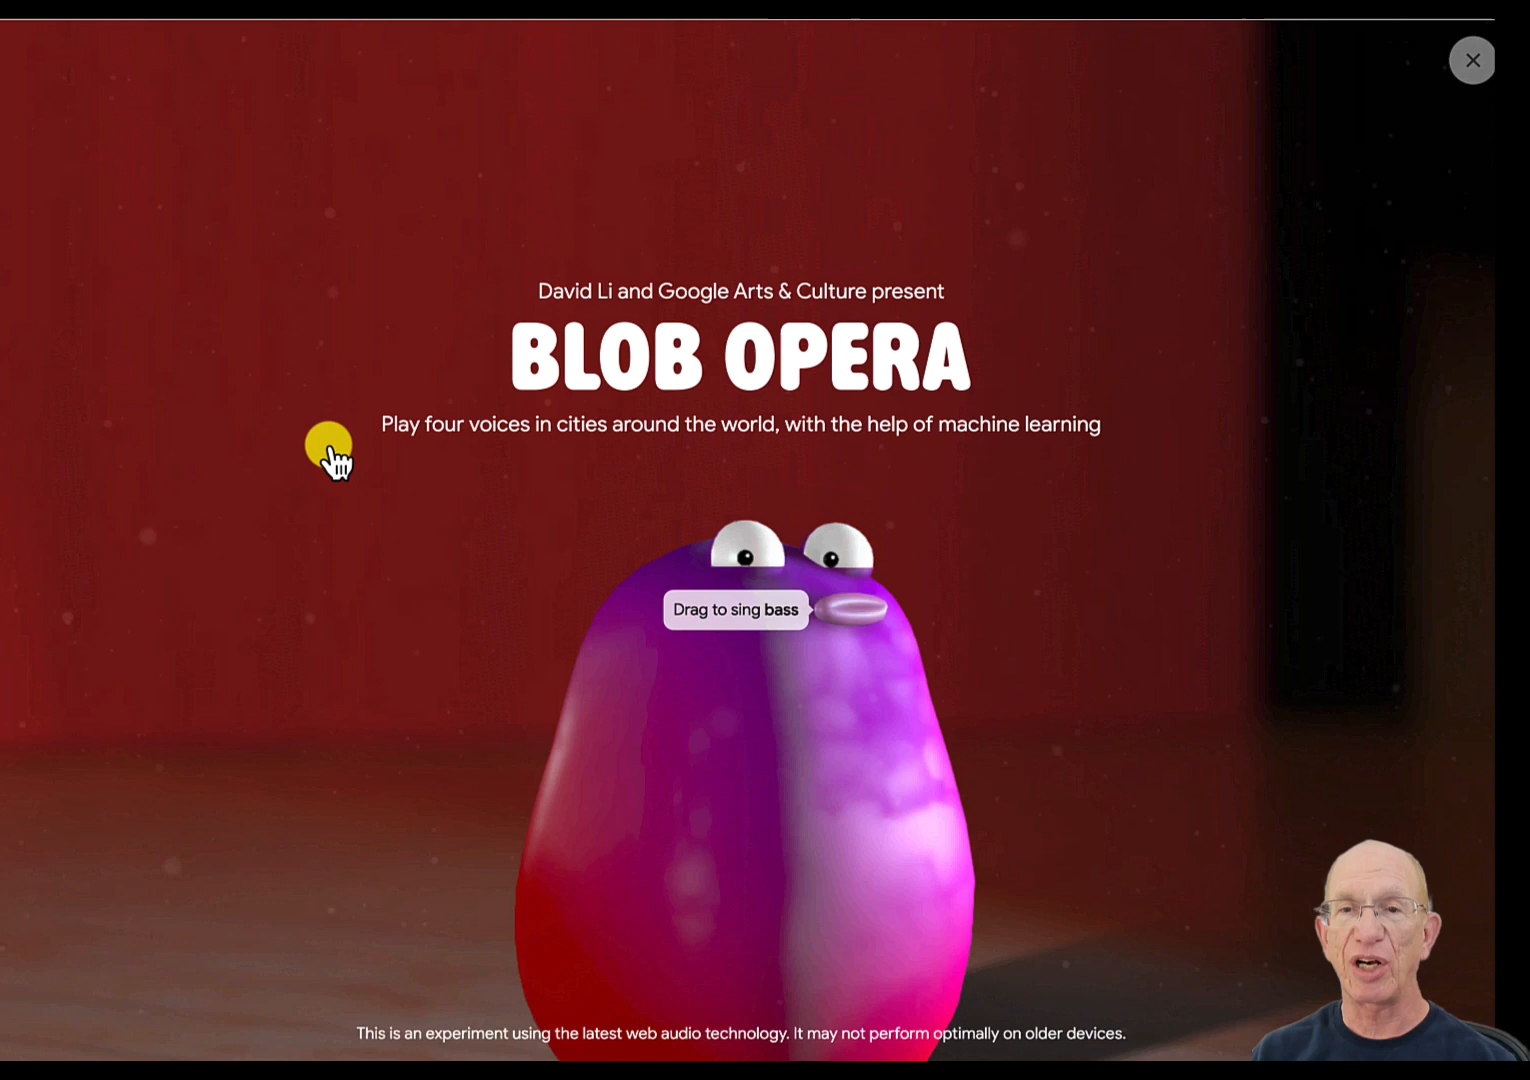 David Li and Google Arts & Culture present
BLOB OPERA
Play four voices in cities around the world, with the help of machine learning
Drag to sing bass
This is an experiment using the latest web audio technology. It may not perform optimally on older devices.